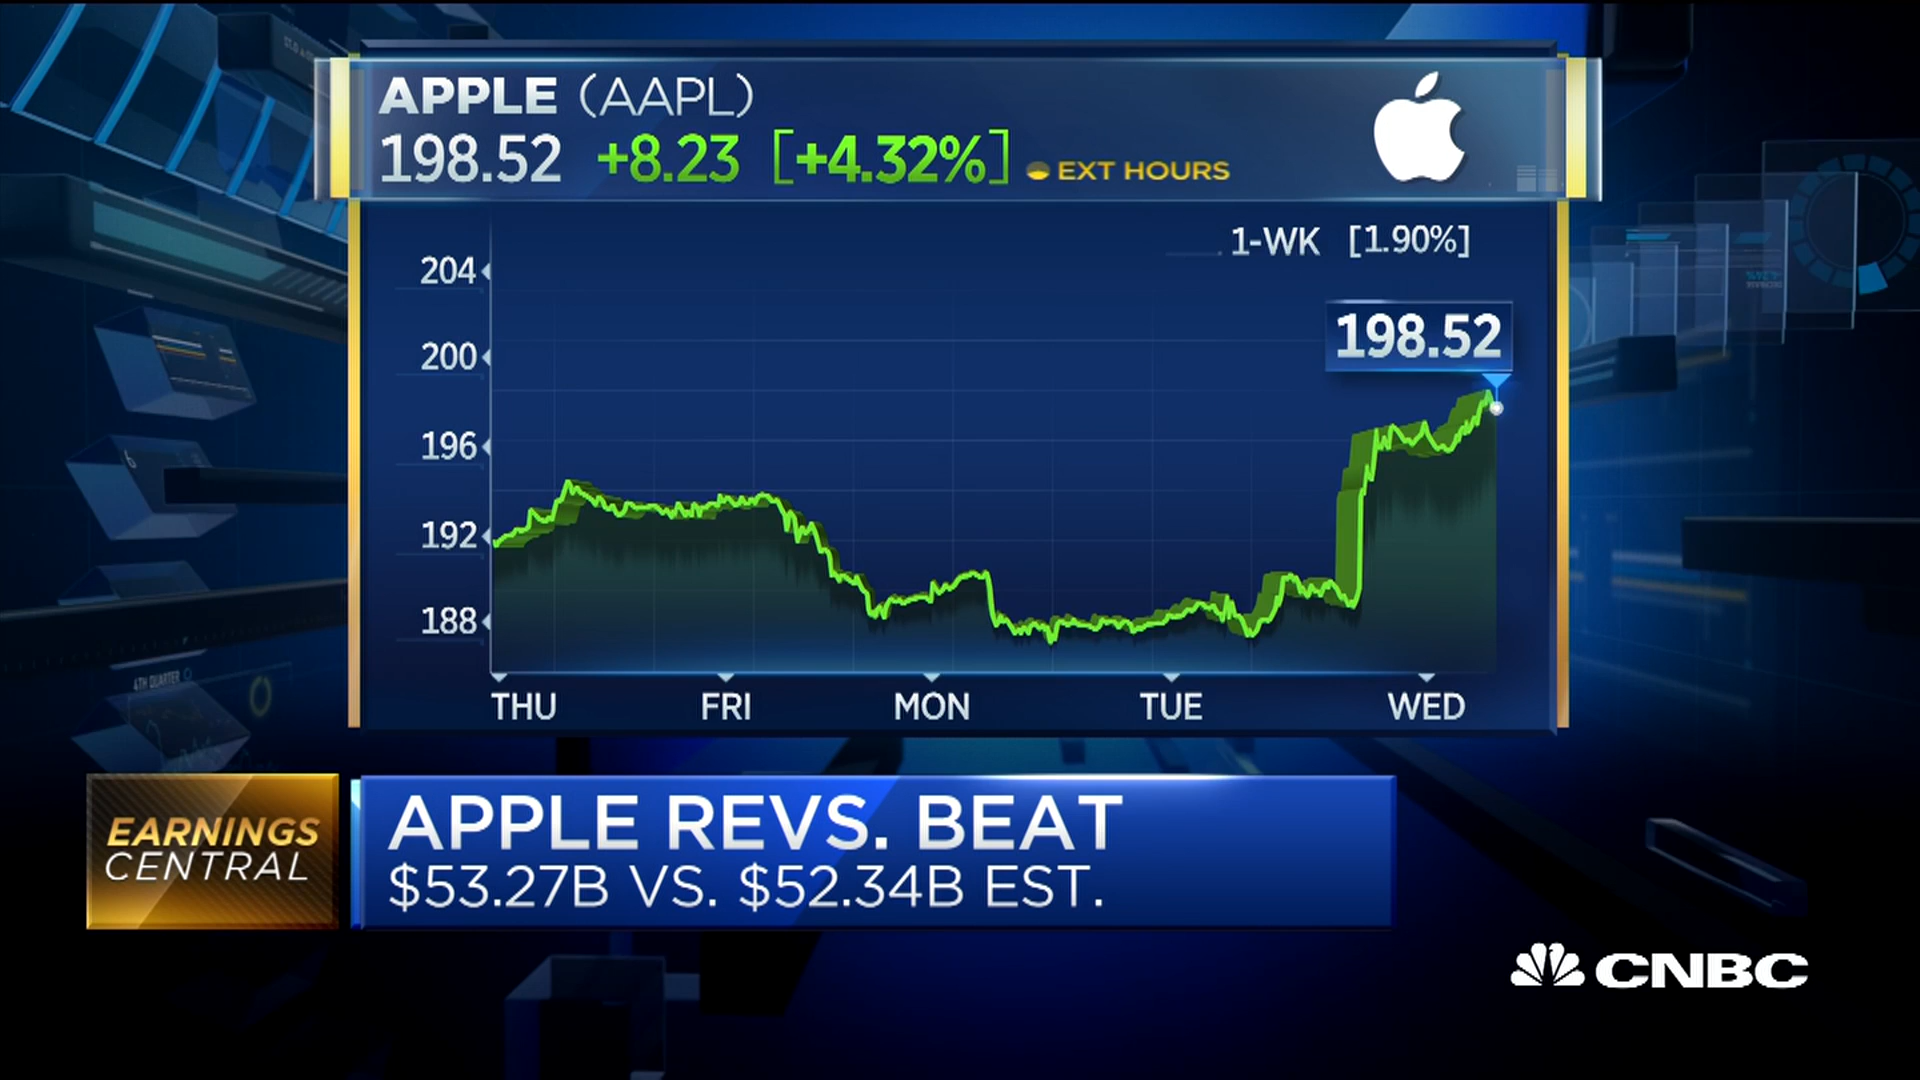 APPLE (AAPL)
198.52 +8.23 [+4.32%] EXT HOURS
1-WK [1.90%]
204
200
196
192
188
198.52
THU FRI MON TUE WED
4TH QUARTER
EARNINGS
CENTRAL
APPLE REVS. BEAT
$53.27B VS. $52.34B EST.
CNBC